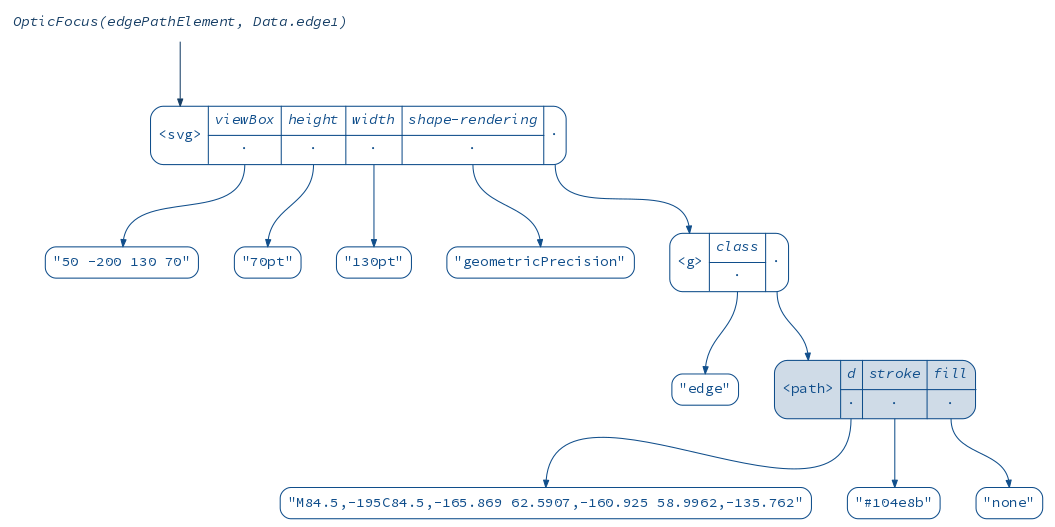 OpticFocus(edgePathElement, Data.edge1)
<svg> viewBox height width shape-rendering .
. . . .
"50 -200 130 70" "70pt" "130pt" "geometricPrecision"
<g> class .
.
"edge"
<path> d stroke fill
. . .
"M84.5,-195C84.5,-165.869 62.5907,-160.925 58.9962,-135.762" "#104e8b" "none"